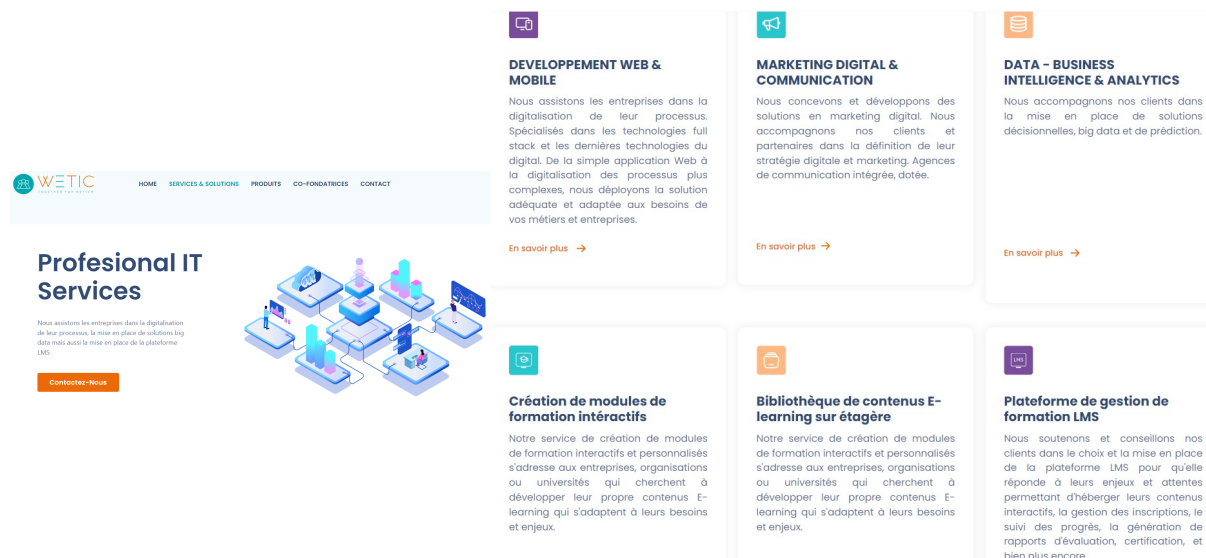 WETIC
TOGETHER FOR BETTER
HOME SERVICES & SOLUTIONS PRODUITS CO-FONDATRICES CONTACT
Profesional IT
Services
Nous assistons les entreprises dans la digitalisation
de leur processus, la mise en place de solutions big
data mais aussi la mise en place de la plateforme
LMS
Contactez-Nous
DEVELOPPEMENT WEB &
MOBILE
Nous assistons les entreprises dans la
digitalisation de leur processus.
Spécialisés dans les technologies full
stack et les dernières technologies du
digital. De la simple application Web à
la digitalisation des processus plus
complexes, nous déployons la solution
adéquate et adaptée aux besoins de
vos métiers et entreprises.
En savoir plus →
MARKETING DIGITAL &
COMMUNICATION
Nous concevons et développons des
solutions en marketing digital. Nous
accompagnons nos clients et
partenaires dans la définition de leur
stratégie digitale et marketing. Agences
de communication intégrée, dotée.
En savoir plus →
DATA - BUSINESS
INTELLIGENCE & ANALYTICS
Nous accompagnons nos clients dans
la mise en place de solutions
décisionnelles, big data et de prédiction.
En savoir plus →
Création de modules de
formation intéractifs
Notre service de création de modules
de formation interactifs et personnalisés
s'adresse aux entreprises, organisations
ou universités qui cherchent à
développer leur propre contenus E-
learning qui s'adaptent à leurs besoins
et enjeux.
Bibliothèque de contenus E-
learning sur étagère
Notre service de création de modules
de formation interactifs et personnalisés
s'adresse aux entreprises, organisations
ou universités qui cherchent à
développer leur propre contenus E-
learning qui s'adaptent à leurs besoins
et enjeux.
LMS
Plateforme de gestion de
formation LMS
Nous soutenons et conseillons nos
clients dans le choix et la mise en place
de la plateforme LMS pour qu'elle
réponde à leurs enjeux et attentes
permettant d'héberger leurs contenus
interactifs, la gestion des inscriptions, le
suivi des progrès, la génération de
rapports d'évaluation, certification, et
bien plus encore